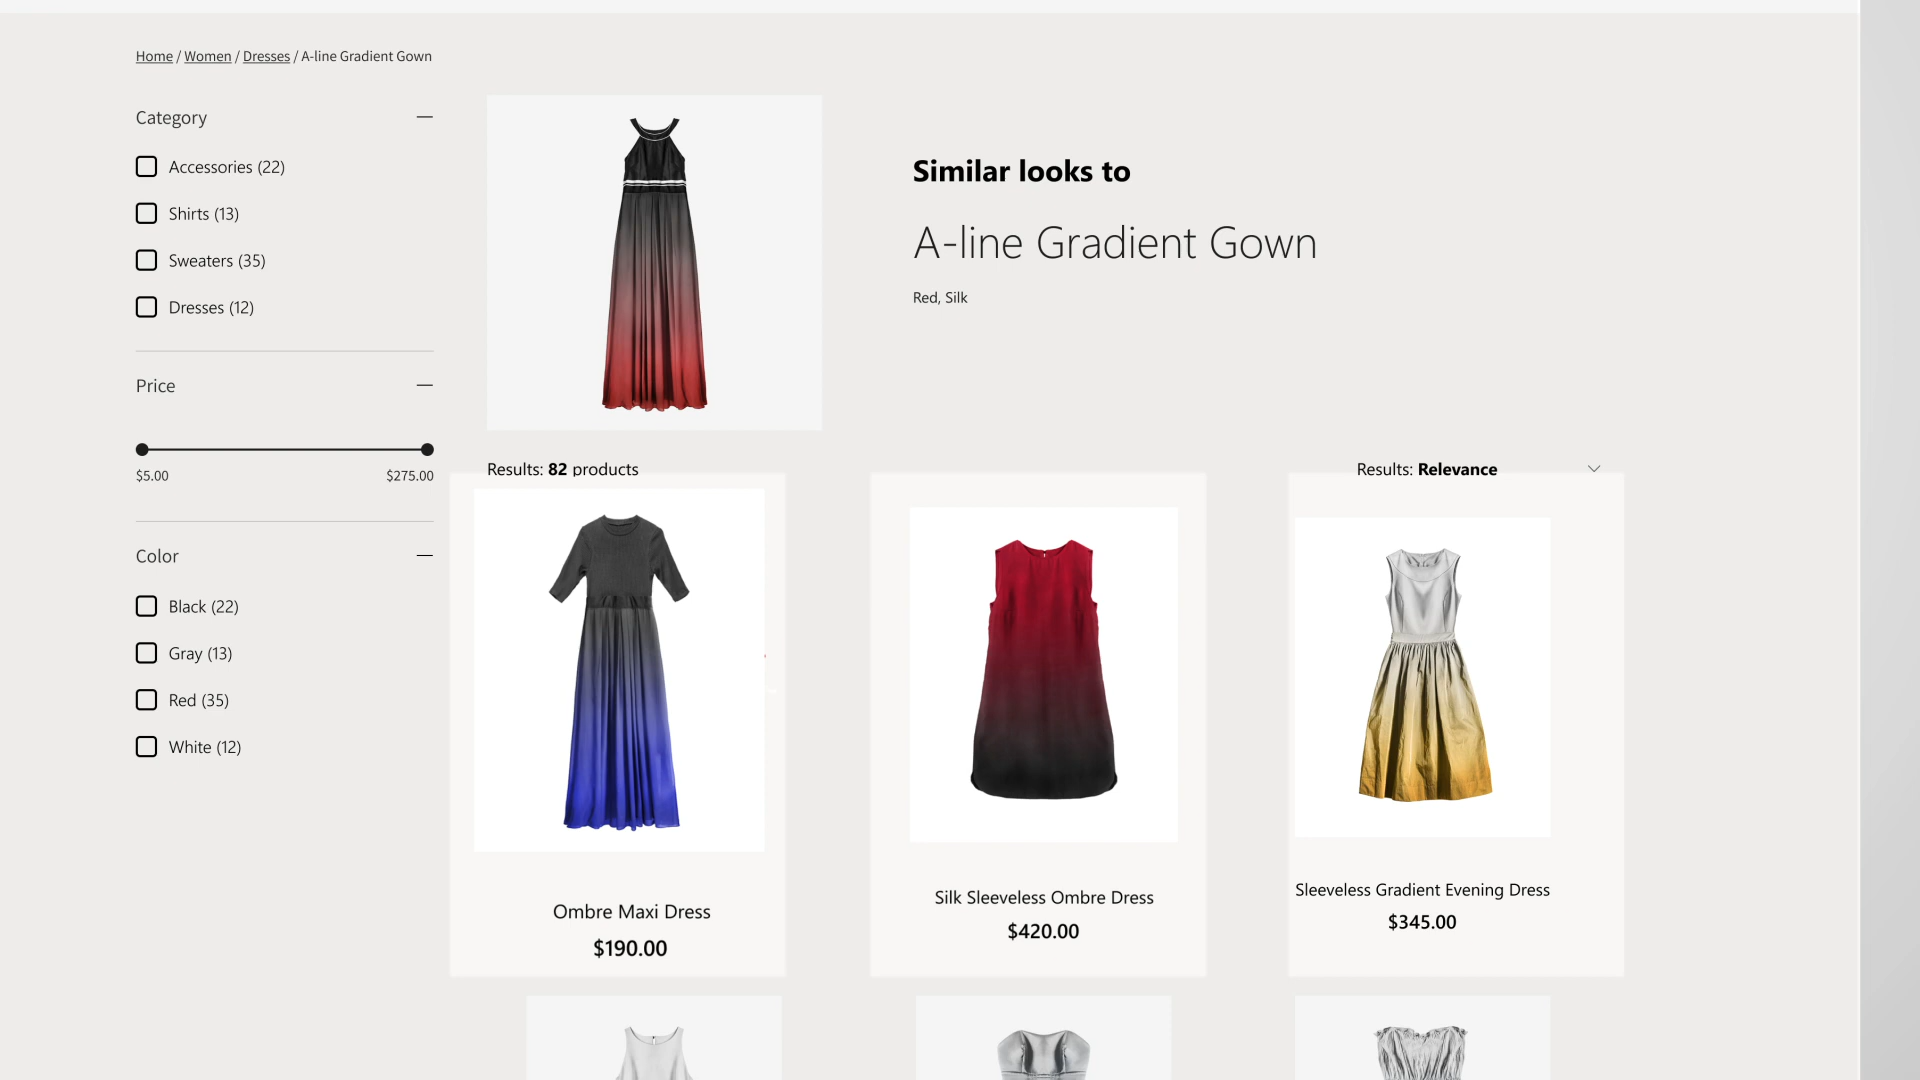 Home / Women / Dresses / A-line Gradient Gown
Category
Accessories (22)
Shirts (13)
Sweaters (35)
Dresses (12)
Price
$5.00
$275.00
Color
Black (22)
Gray (13)
Red (35)
White (12)
Similar looks to
A-line Gradient Gown
Red, Silk
Results: 82 products
Results: Relevance
Ombre Maxi Dress
$190.00
Silk Sleeveless Ombre Dress
$420.00
Sleeveless Gradient Evening Dress
$345.00